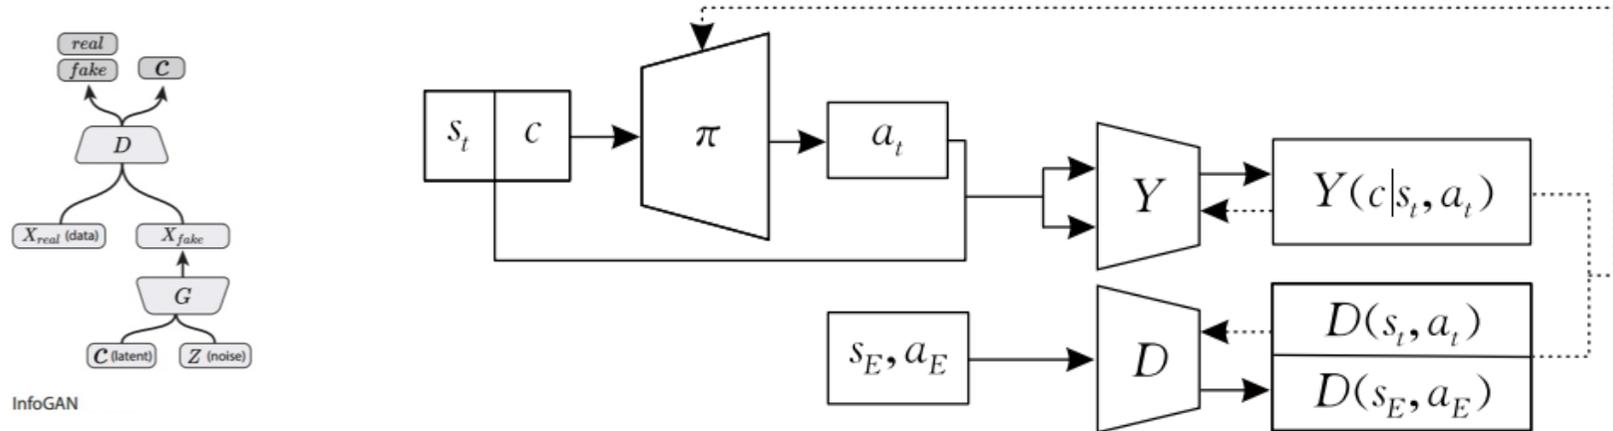 real
fake
C
D
X_real (data)
X_fake
G
C (latent)
Z (noise)
InfoGAN
s_t
c
π
a_t
Y
Y(c|s_t, a_t)
s_E, a_E
D
D(s_t, a_t)
D(s_E, a_E)